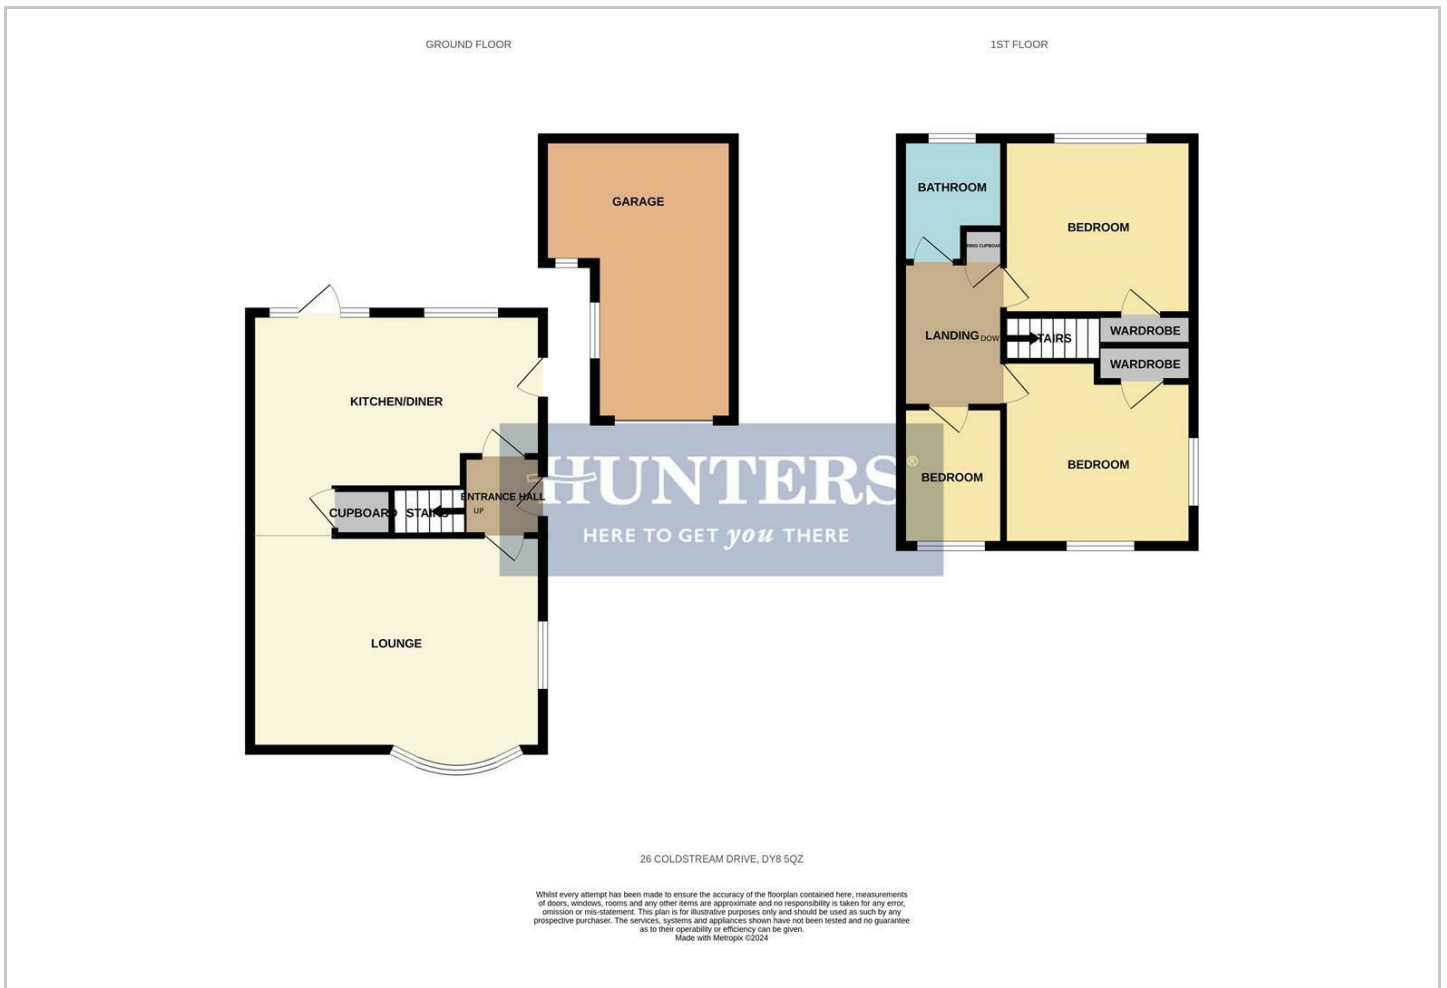 GROUND FLOOR
1ST FLOOR
GARAGE
KITCHEN/DINER
ENTRANCE HALL
CUPBOARD
STAIRS
UP
LOUNGE
BATHROOM
BEDROOM
LANDING
WARDROBE
WARDROBE
BEDROOM
BEDROOM
HUNTERS®
HERE TO GET you THERE
26 COLDSTREAM DRIVE, DY8 5QZ
Whilst every attempt has been made to ensure the accuracy of the floorplan contained here, measurements
of doors, windows, rooms and any other items are approximate and no responsibility is taken for any error,
omission or mis-statement. This plan is for illustrative purposes only and should be used as such by any
prospective purchaser. The services, systems and appliances shown have not been tested and no guarantee
as to their operability or efficiency can be given.
Made with Metropix ©2024